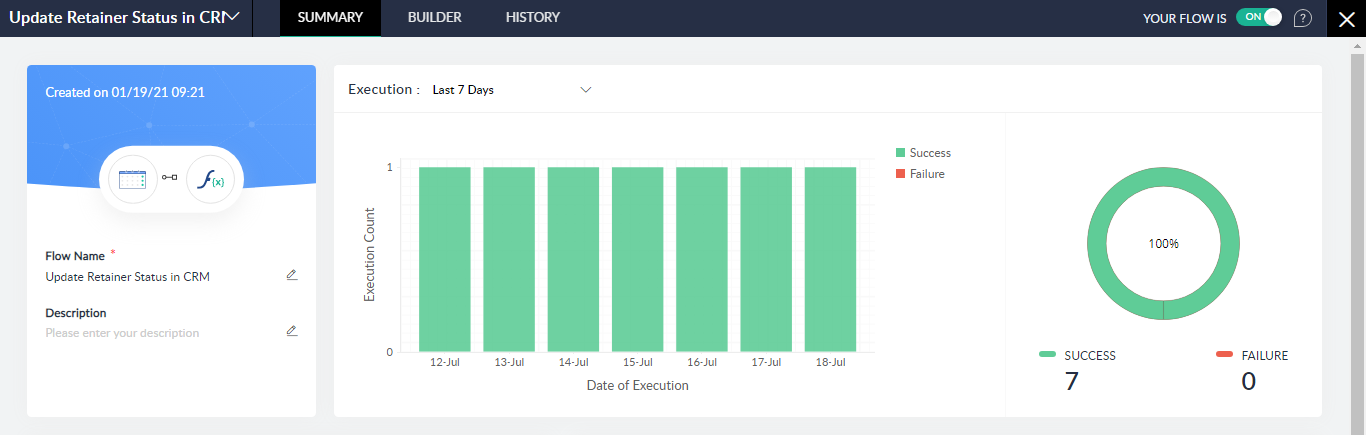 Update Retainer Status in CRM
SUMMARY
BUILDER
HISTORY
YOUR FLOW IS
ON
?
Created on 01/19/21 09:21
f{x}
Flow Name *
Update Retainer Status in CRM
Description
Please enter your description
Execution : Last 7 Days
Success
Failure
1
0
Execution Count
12-Jul 13-Jul 14-Jul 15-Jul 16-Jul 17-Jul 18-Jul
Date of Execution
100%
SUCCESS
7
FAILURE
0